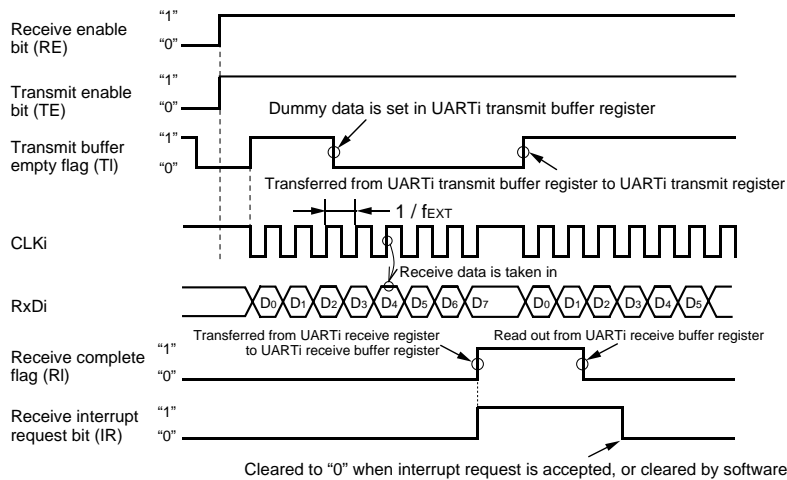 Receive enable
bit (RE)
“1”
“0”
Transmit enable
bit (TE)
“1”
“0”
Dummy data is set in UARTi transmit buffer register
Transmit buffer
empty flag (TI)
“1”
“0”
Transferred from UARTi transmit buffer register to UARTi transmit register
1 / fEXT
CLKi
Receive data is taken in
RxDi
D0 D1 D2 D3 D4 D5 D6 D7 D0 D1 D2 D3 D4 D5
Transferred from UARTi receive register
to UARTi receive buffer register
Read out from UARTi receive buffer register
Receive complete
flag (RI)
“1”
“0”
Receive interrupt
request bit (IR)
“1”
“0”
Cleared to “0” when interrupt request is accepted, or cleared by software